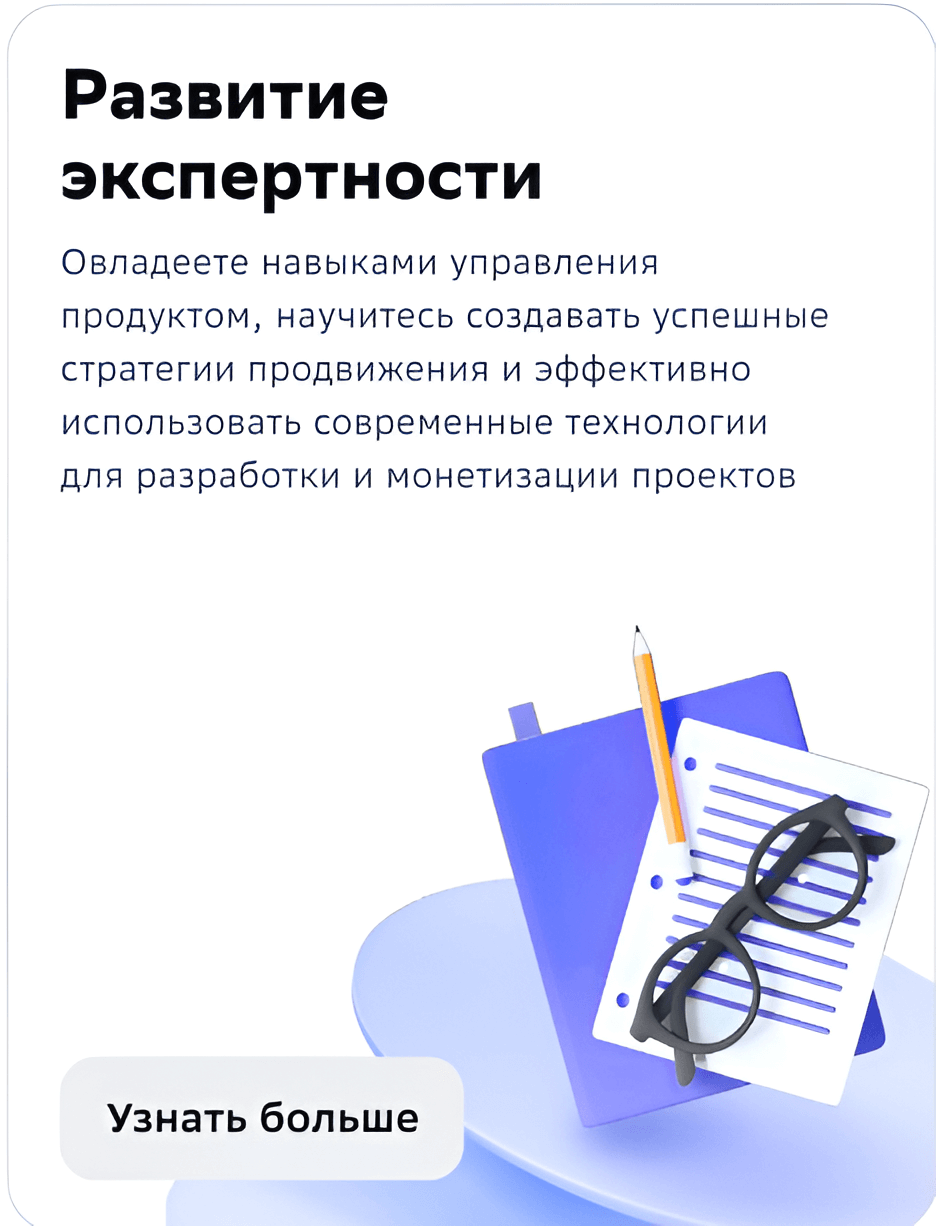 Развитие
экспертности
Овладеете навыками управления
продуктом, научитесь создавать успешные
стратегии продвижения и эффективно
использовать современные технологии
для разработки и монетизации проектов
Узнать больше